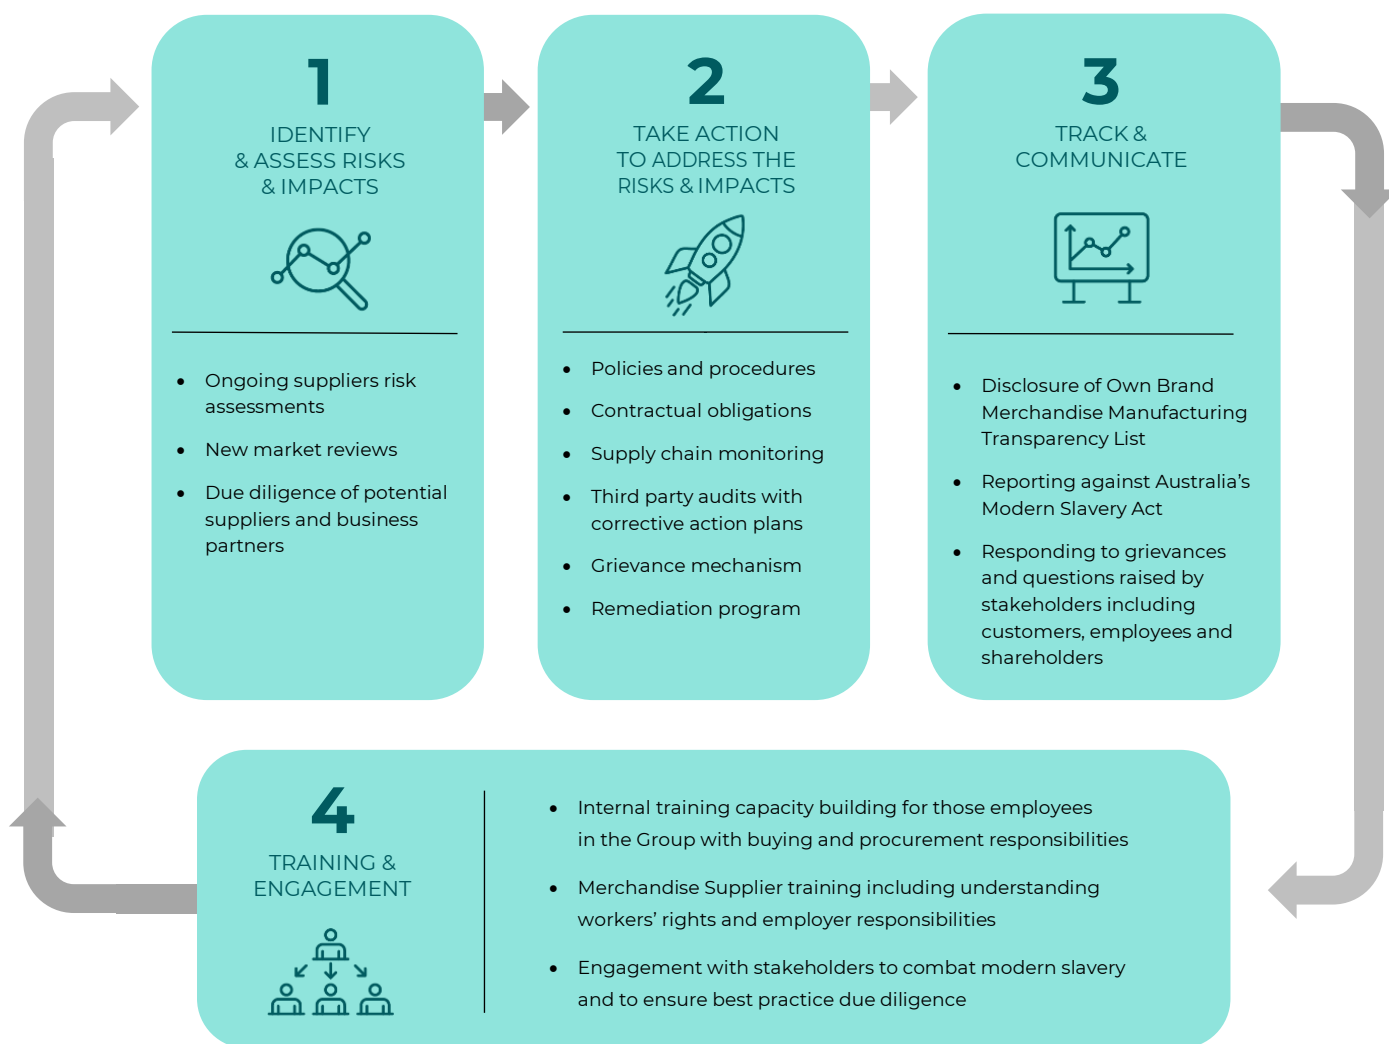 1
IDENTIFY
& ASSESS RISKS
& IMPACTS
• Ongoing suppliers risk
assessments
• New market reviews
• Due diligence of potential
suppliers and business
partners
2
TAKE ACTION
TO ADDRESS THE
RISKS & IMPACTS
• Policies and procedures
• Contractual obligations
• Supply chain monitoring
• Third party audits with
corrective action plans
• Grievance mechanism
• Remediation program
3
TRACK &
COMMUNICATE
• Disclosure of Own Brand
Merchandise Manufacturing
Transparency List
• Reporting against Australia’s
Modern Slavery Act
• Responding to grievances
and questions raised by
stakeholders including
customers, employees and
shareholders
4
TRAINING &
ENGAGEMENT
• Internal training capacity building for those employees
in the Group with buying and procurement responsibilities
• Merchandise Supplier training including understanding
workers’ rights and employer responsibilities
• Engagement with stakeholders to combat modern slavery
and to ensure best practice due diligence